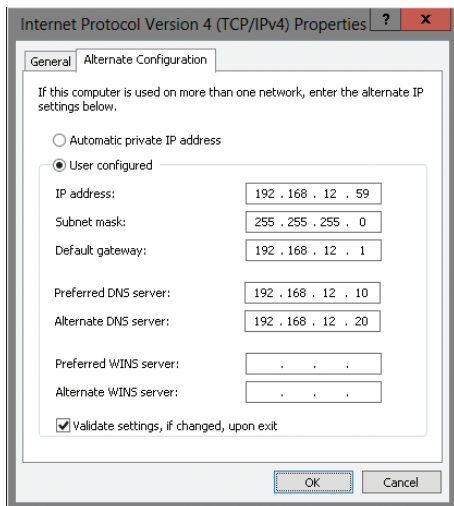 Internet Protocol Version 4 (TCP/IPv4) Properties ? x
General Alternate Configuration
If this computer is used on more than one network, enter the alternate IP
settings below.
Automatic private IP address
User configured
IP address: 192 . 168 . 12 . 59
Subnet mask: 255 . 255 . 255 . 0
Default gateway: 192 . 168 . 12 . 1
Preferred DNS server: 192 . 168 . 12 . 10
Alternate DNS server: 192 . 168 . 12 . 20
Preferred WINS server: . . .
Alternate WINS server: . . .
Validate settings, if changed, upon exit
OK Cancel